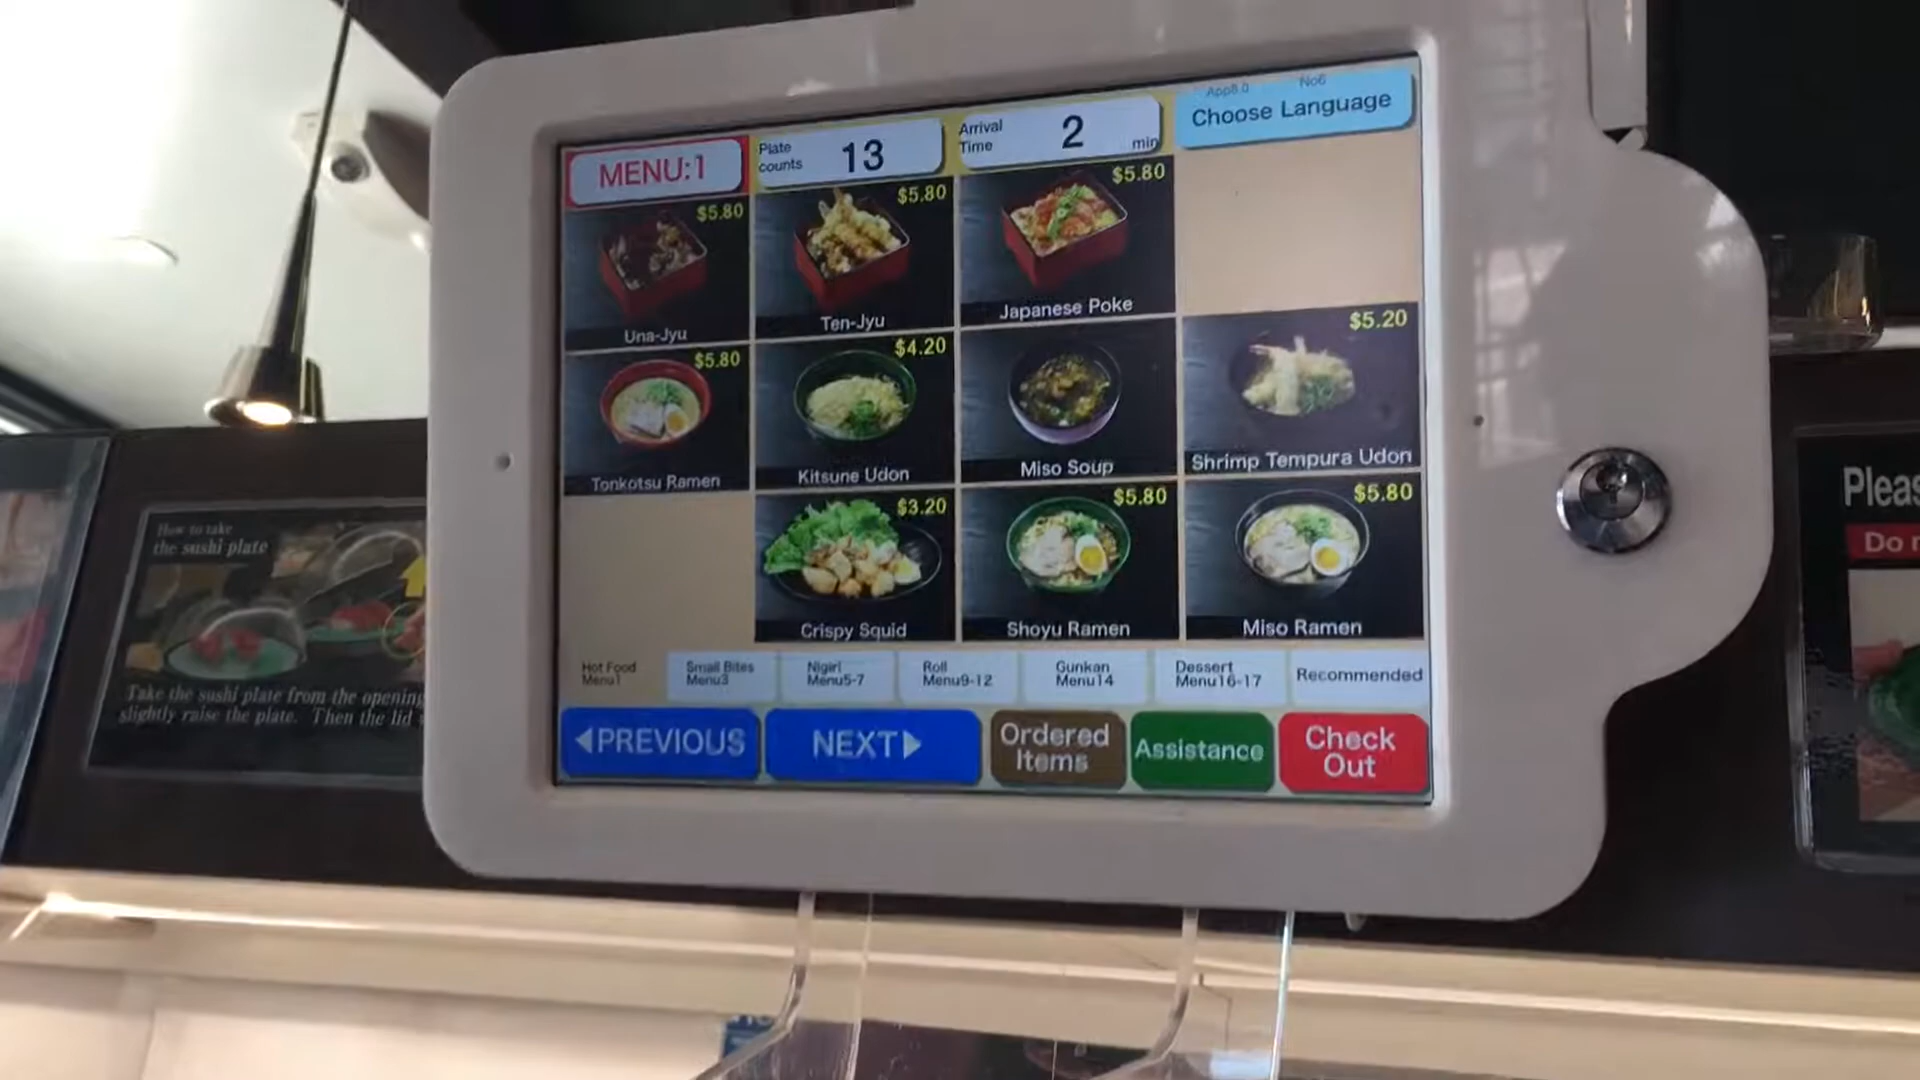 App8.0 No6
MENU:1
Plate
counts
13
Arrival
Time
2
min
Choose Language
$5.80
Una-Jyu
$5.80
Ten-Jyu
$5.80
Japanese Poke
$5.80
Tonkotsu Ramen
$4.20
Kitsune Udon
Miso Soup
$5.20
Shrimp Tempura Udon
$3.20
Crispy Squid
$5.80
Shoyu Ramen
$5.80
Miso Ramen
Hot Food
Menu1
Small Bites
Menu3
Nigiri
Menu5-7
Roll
Menu9-12
Gunkan
Menu14
Dessert
Menu16-17
Recommended
PREVIOUS
NEXT
Ordered
Items
Assistance
Check
Out
How to take
the sushi plate
Take the sushi plate from the opening
slightly raise the plate. Then the lid
Pleas
Do